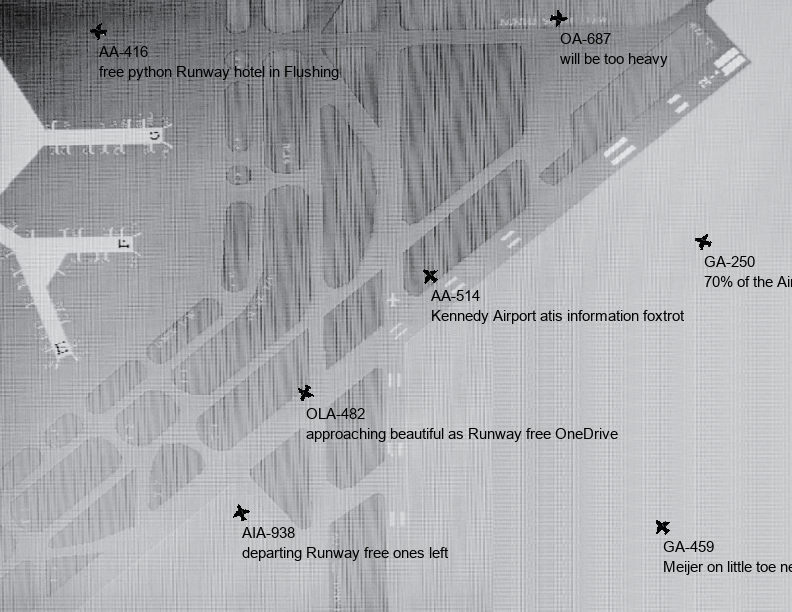 AA-416
free python Runway hotel in Flushing
OA-687
will be too heavy
GA-250
70% of the Air
AA-514
Kennedy Airport atis information foxtrot
OLA-482
approaching beautiful as Runway free OneDrive
AIA-938
departing Runway free ones left
GA-459
Meijer on little toe ne